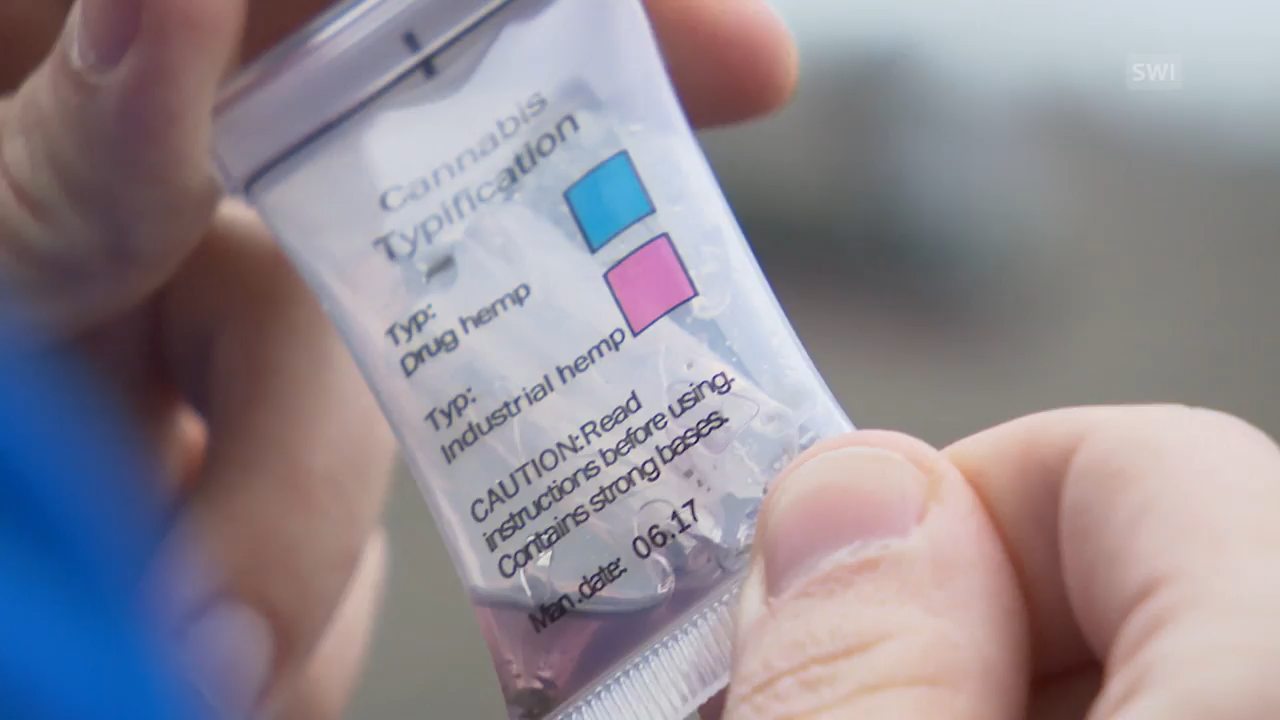 SWI
Cannabis
Typification
Typ:
Drug hemp
Typ:
Industrial hemp
CAUTION:Read
instructions before using.
Contains strong bases.
Man.date: 06.17